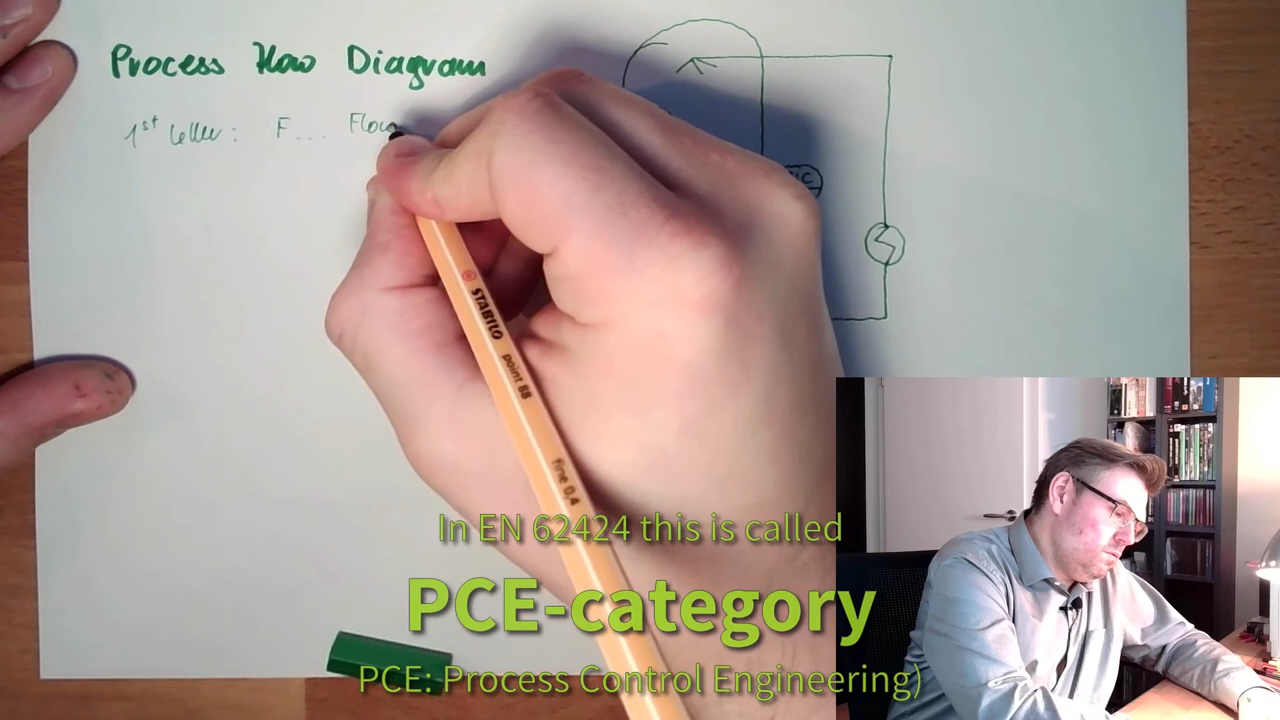 Process Flow Diagram
1st letter: F... Flow
IC
STABILO point 88 fine 0,4
In EN 62424 this is called
PCE-category
PCE: Process Control Engineering)